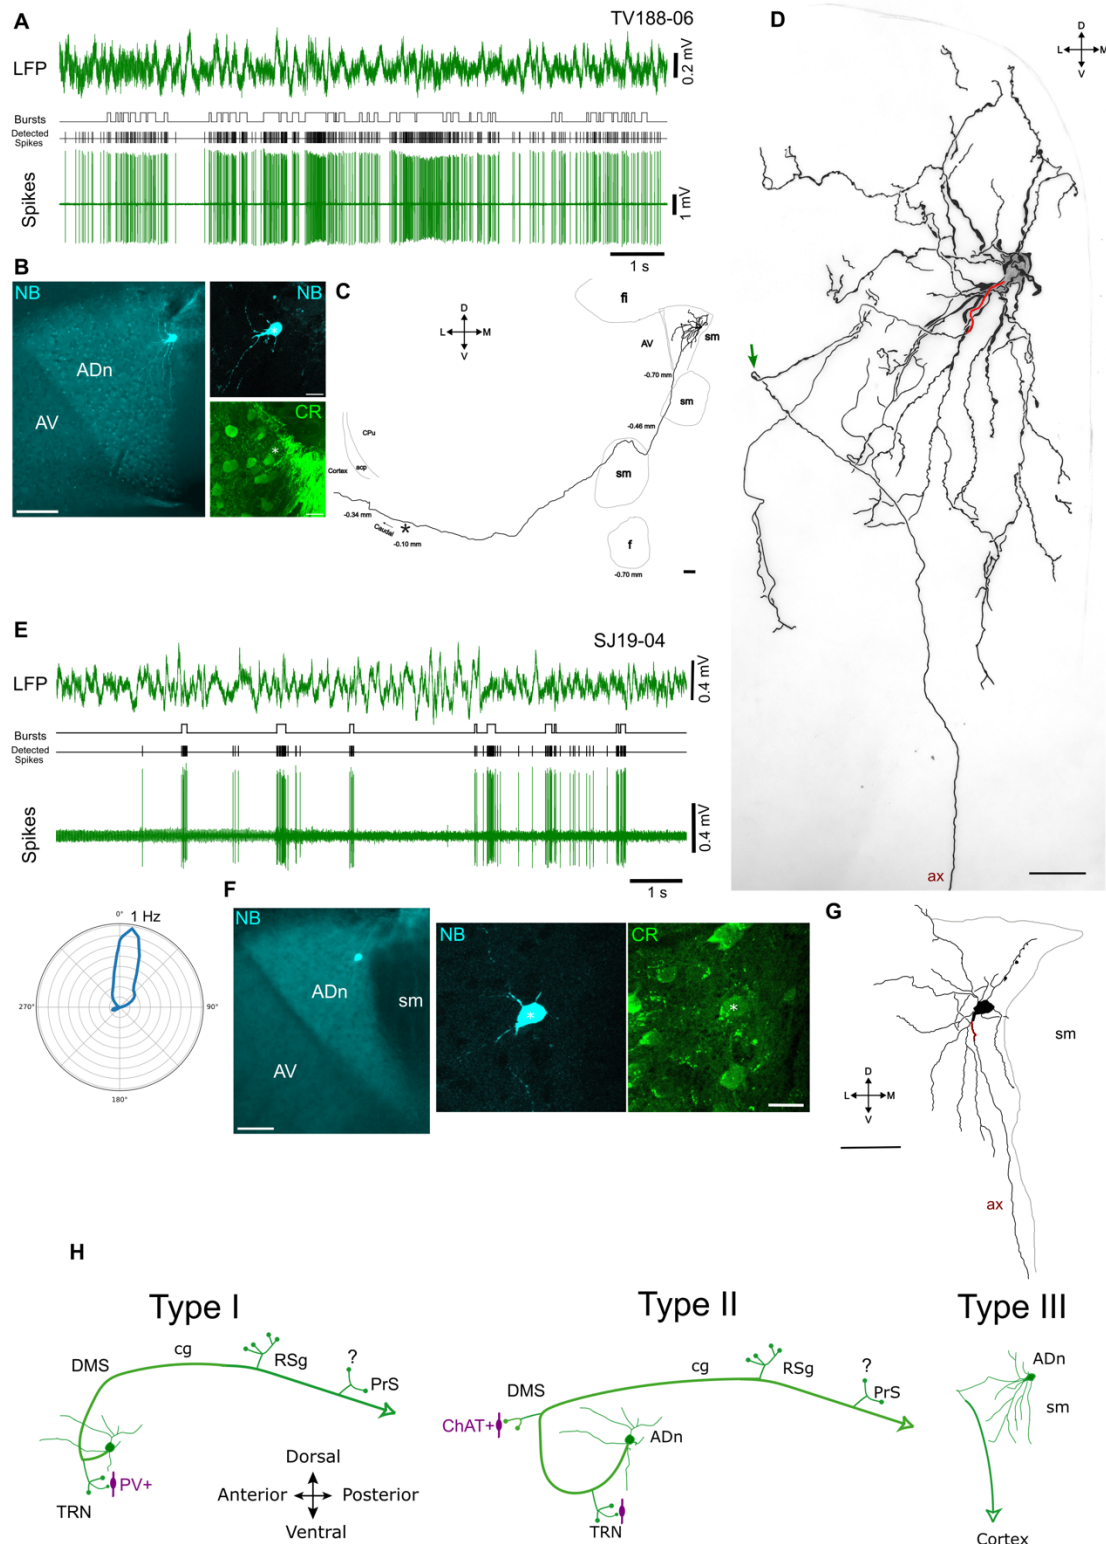 A
TV188-06
LFP
0.2 mV
Bursts
Detected
Spikes
Spikes
1 mV
1 s
B
NB
ADn
AV
NB
CR
*
C
D
L
M
V
fi
AV
sm
-0.70 mm
sm
-0.46 mm
sm
CPu
Cortex
acp
-0.34 mm
Caudal
*
-0.10 mm
f
-0.70 mm
D
D
L
M
V
ax
E
SJ19-04
LFP
0.4 mV
Bursts
Detected
Spikes
Spikes
0.4 mV
1 s
0°
1 Hz
270°
90°
180°
F
NB
ADn
sm
AV
NB
*
CR
*
G
sm
D
L
M
V
ax
H
Type I
cg
DMS
RSg
?
PrS
PV+
TRN
Dorsal
Anterior
Posterior
Ventral
Type II
cg
DMS
RSg
?
PrS
ChAT+
ADn
TRN
Type III
ADn
sm
Cortex